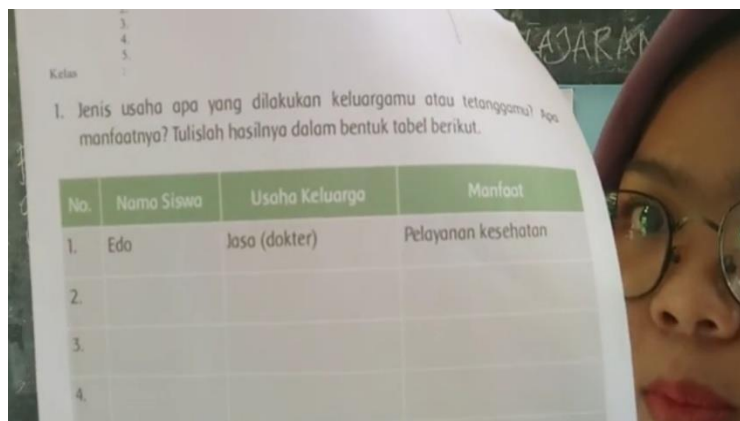 3.
4.
5.
Kelas :
1. Jenis usaha apa yang dilakukan keluargamu atau tetanggamu? Apa
manfaatnya? Tulislah hasilnya dalam bentuk tabel berikut.
No. Nama Siswa Usaha Keluarga Manfaat
1. Edo Jasa (dokter) Pelayanan kesehatan
2.
3.
4.